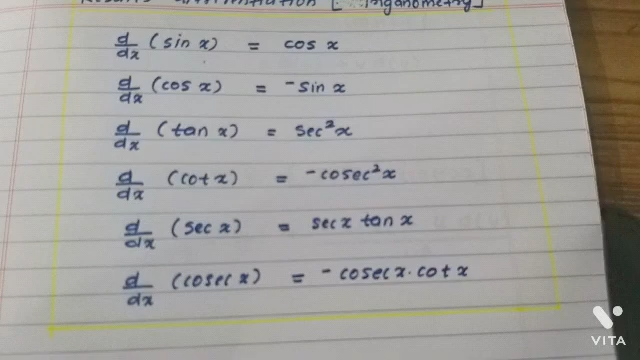 d/dx (sin x) = cos x
d/dx (cos x) = -sin x
d/dx (tan x) = sec²x
d/dx (cot x) = -cosec²x
d/dx (sec x) = sec x tan x
d/dx (cosec x) = -cosec x. cot x
VITA